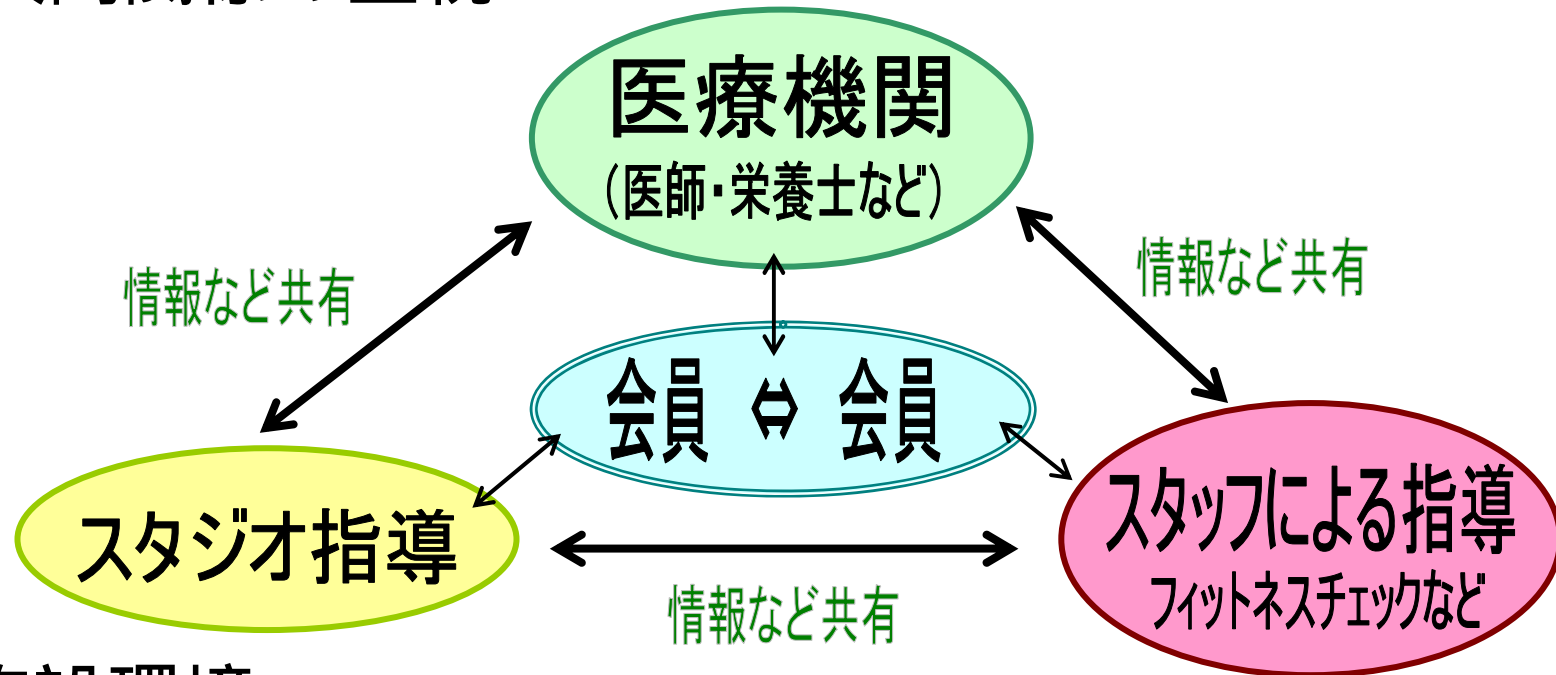 医療機関
（医師・栄養士など）
情報など共有
情報など共有
会員 ⇔ 会員
スタジオ指導
スタッフによる指導
フィットネスチェックなど
情報など共有